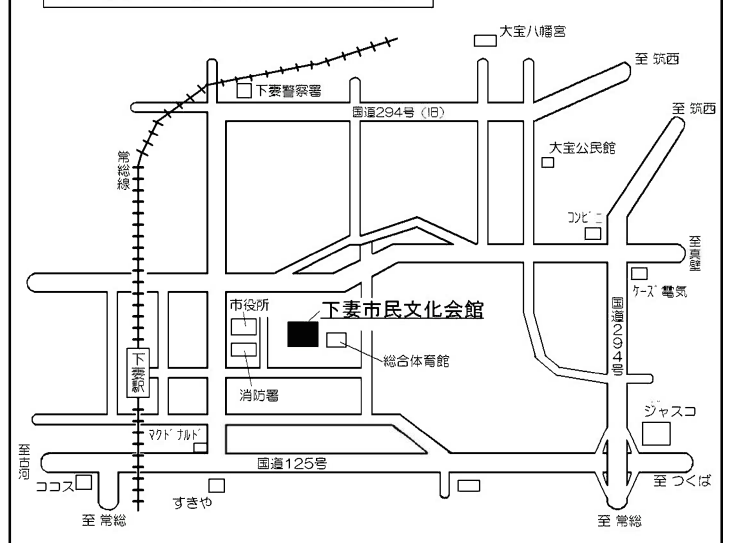 大宝八幡宮
至 筑西
下妻警察署
国道294号（旧）
至 筑西
常総線
大宝公民館
コンビニ
至真壁
ケーズ電気
市役所
下妻市民文化会館
国道294号
総合体育館
下妻駅
消防署
ジャスコ
マクドナルド
至古河
国道125号
至 つくば
ココス
すきや
至 常総
至 常総